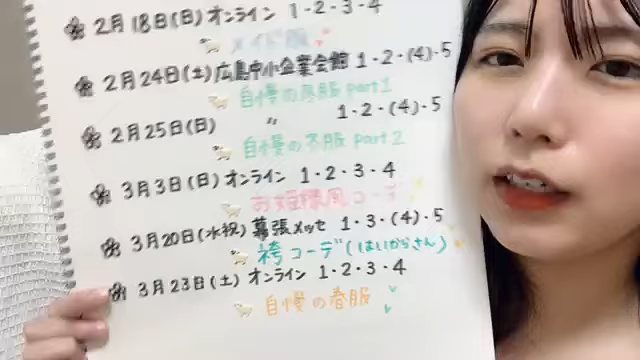 2月18日(日) オンライン 1・2・3・4
メイド服
2月24日(土) 広島中小企業会館 1・2・(4)・5
自慢の冬服 part1
2月25日(日) 〃 1・2・(4)・5
自慢の冬服 part2
3月3日(日) オンライン 1・2・3・4
お姫様風コーデ
3月20日(水祝) 幕張メッセ 1・3・(4)・5
袴コーデ(はいからさん)
3月23日(土) オンライン 1・2・3・4
自慢の春服